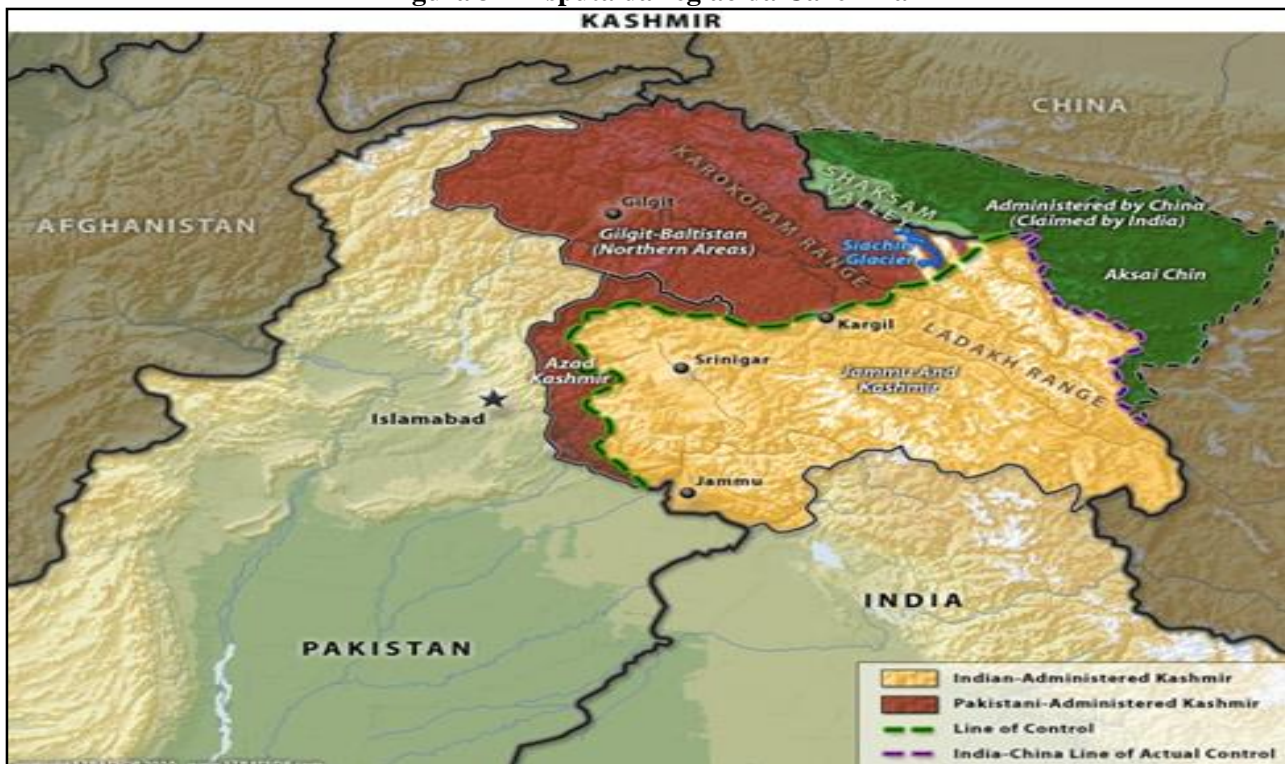 KASHMIR
CHINA
AFGHANISTAN
KAROKORAM RANGE
SHAKSAM
VALLEY
Administered by China
(Claimed by India)
Gilgit
Gilgit-Baltistan
(Northern Areas)
Siachin
Glacier
Aksai Chin
Kargil
LADAKH RANGE
Azad
Kashmir
Srinigar
Jammu And
Kashmir
Islamabad
Jammu
INDIA
PAKISTAN
Indian-Administered Kashmir
Pakistani-Administered Kashmir
Line of Control
India-China Line of Actual Control